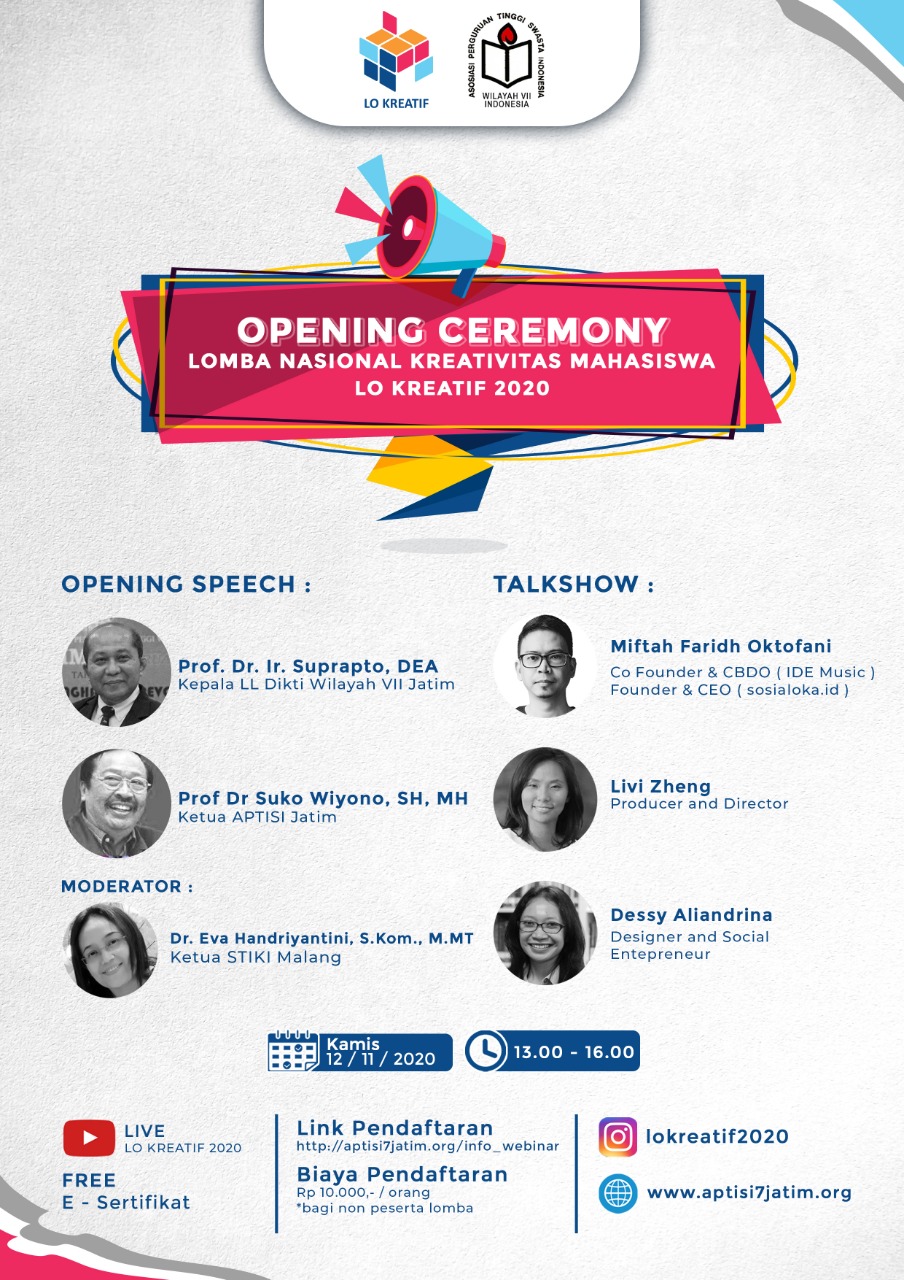 LO KREATIF
ASOSIASI PERGURUAN TINGGI SWASTA INDONESIA
WILAYAH VII
INDONESIA
OPENING CEREMONY
LOMBA NASIONAL KREATIVITAS MAHASISWA
LO KREATIF 2020
OPENING SPEECH :
Prof. Dr. Ir. Suprapto, DEA
Kepala LL Dikti Wilayah VII Jatim
Prof Dr Suko Wiyono, SH, MH
Ketua APTISI Jatim
MODERATOR :
Dr. Eva Handriyantini, S.Kom., M.MT
Ketua STIKI Malang
TALKSHOW :
Miftah Faridh Oktofani
Co Founder & CBDO ( IDE Music )
Founder & CEO ( sosialoka.id )
Livi Zheng
Producer and Director
Dessy Aliandrina
Designer and Social
Entepreneur
Kamis
12 / 11 / 2020
13.00 - 16.00
LIVE
LO KREATIF 2020
FREE
E - Sertifikat
Link Pendaftaran
http://aptisi7jatim.org/info_webinar
Biaya Pendaftaran
Rp 10.000,- / orang
*bagi non peserta lomba
lokreatif2020
www.aptisi7jatim.org